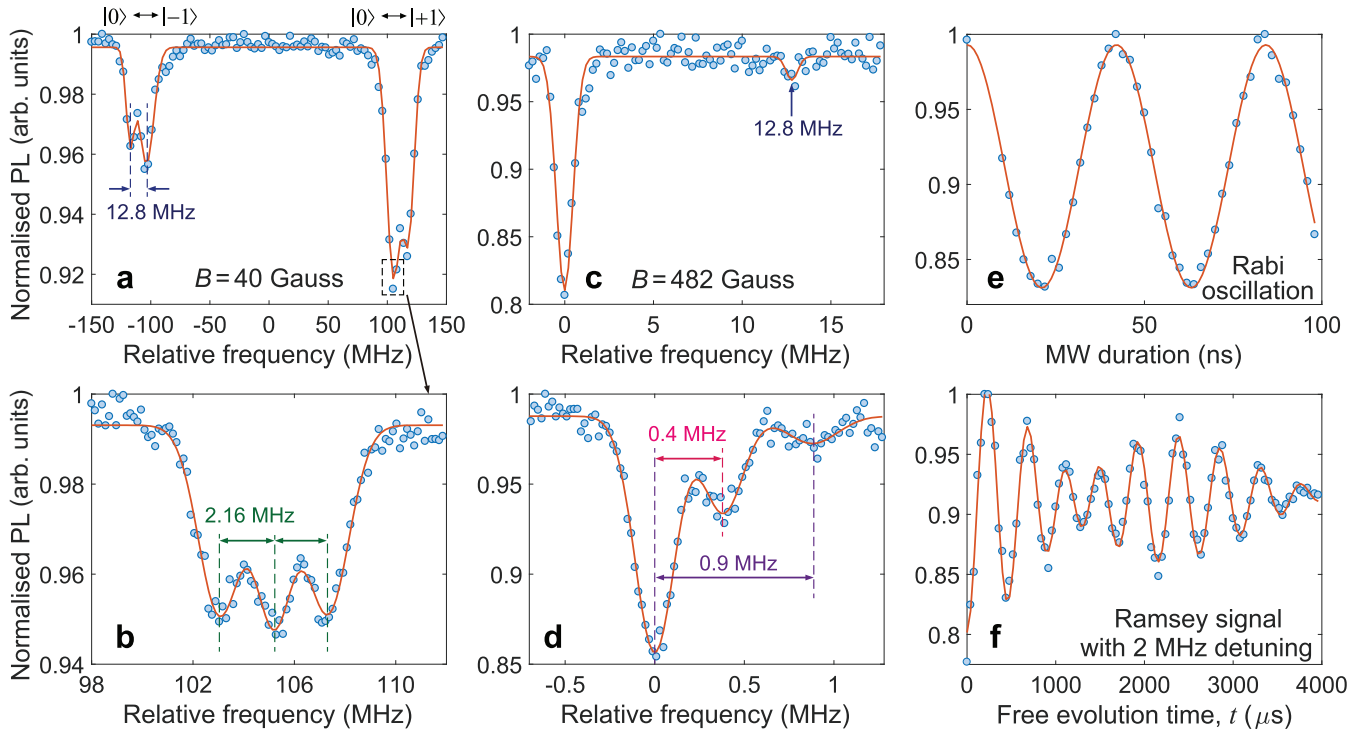 |0⟩ ↔ |−1⟩
|0⟩ ↔ |+1⟩
Normalised PL (arb. units)
1
0.98
0.96
0.94
0.92
12.8 MHz
a
B = 40 Gauss
-150 -100 -50 0 50 100 150
Relative frequency (MHz)
Normalised PL (arb. units)
1
0.98
0.96
0.94
2.16 MHz
b
98 102 106 110
Relative frequency (MHz)
1
0.95
0.9
0.85
0.8
12.8 MHz
c
B = 482 Gauss
0 5 10 15
Relative frequency (MHz)
1
0.95
0.9
0.85
0.4 MHz
0.9 MHz
d
-0.5 0 0.5 1
Relative frequency (MHz)
1
0.95
0.9
0.85
e
Rabi
oscillation
0 50 100
MW duration (ns)
1
0.95
0.9
0.85
0.8
f
Ramsey signal
with 2 MHz detuning
0 1000 2000 3000 4000
Free evolution time, t (μs)